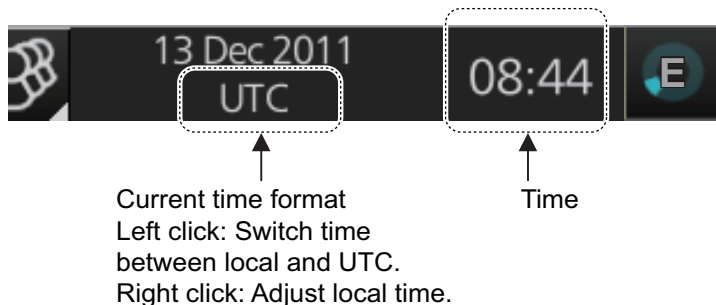 13 Dec 2011
UTC
08:44
E
Current time format
Left click: Switch time
between local and UTC.
Right click: Adjust local time.
Time